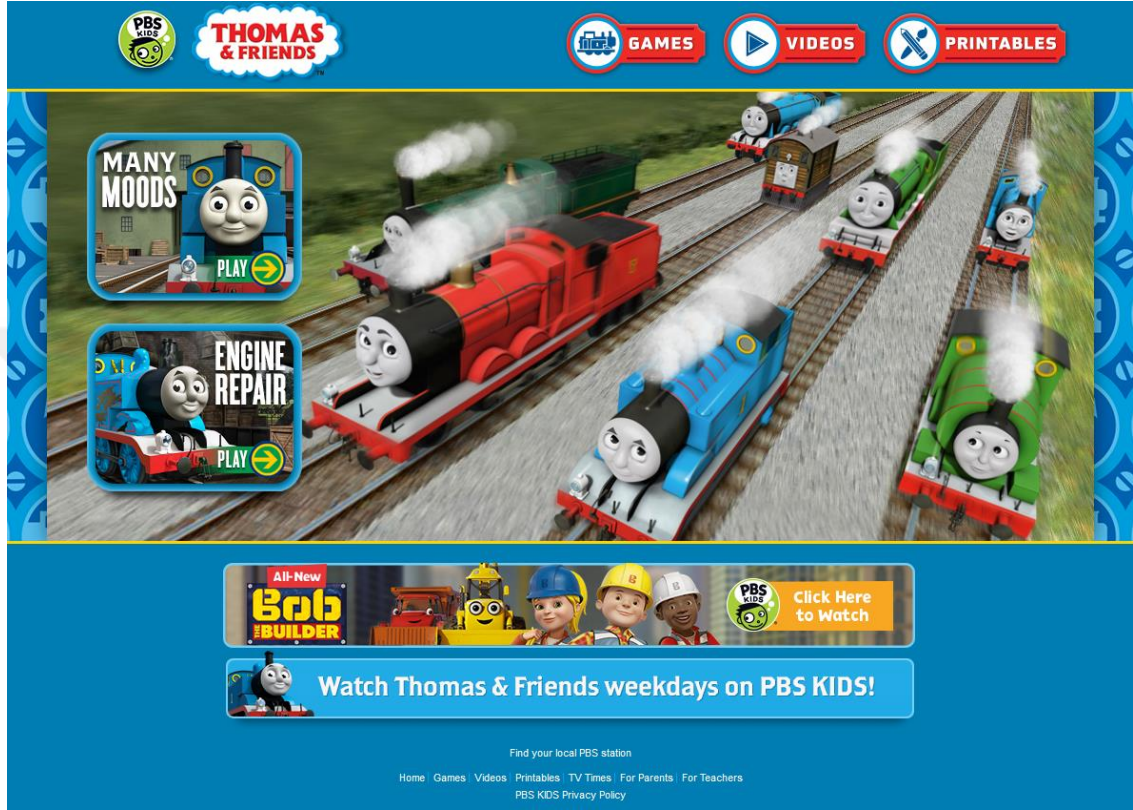 PBS
KIDS
THOMAS
& FRIENDS
™
GAMES
VIDEOS
PRINTABLES
MANY
MOODS
PLAY
ENGINE
REPAIR
PLAY
All-New
Bob
THE
BUILDER
PBS
KIDS
Click Here
to Watch
Watch Thomas & Friends weekdays on PBS KIDS!
Find your local PBS station
Home | Games | Videos | Printables | TV Times | For Parents | For Teachers
PBS KIDS Privacy Policy